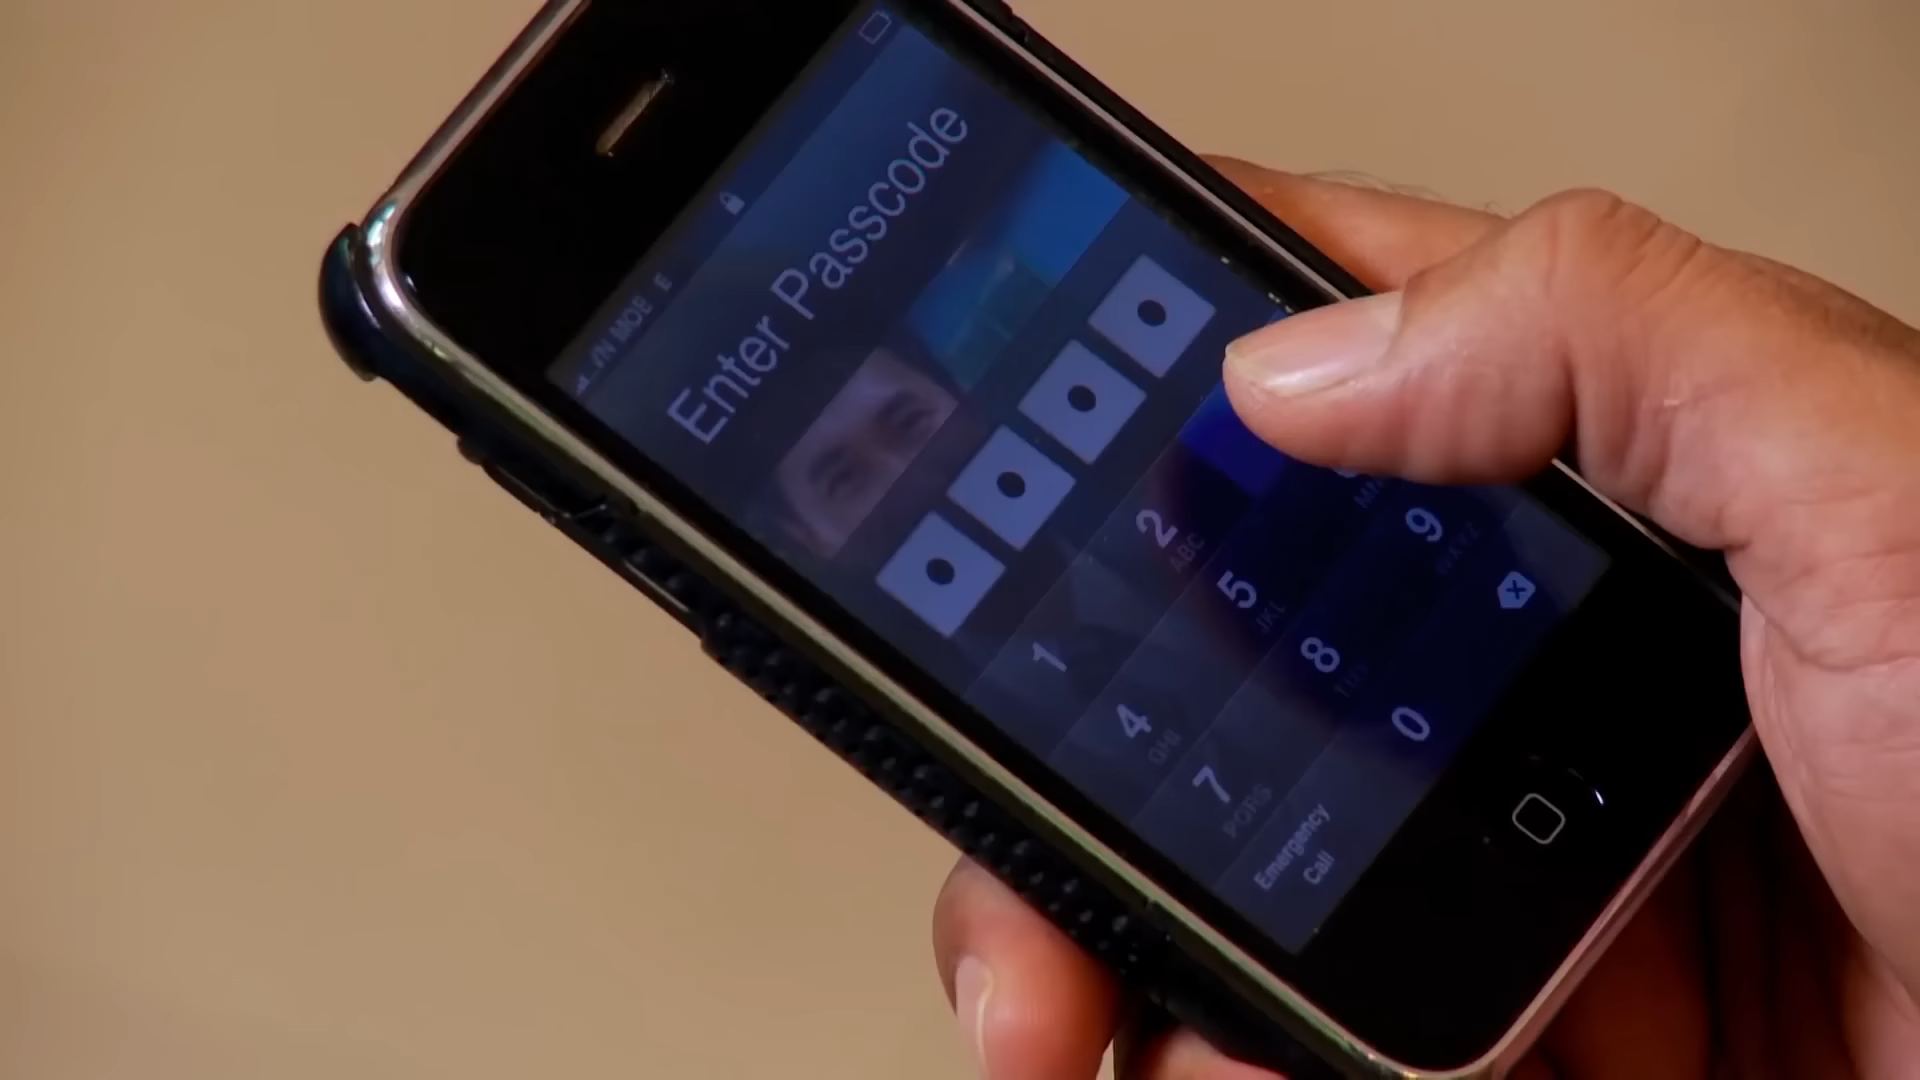 Enter Passcode
1
2
ABC
4
GHI
5
JKL
7
PQRS
8
TUV
9
WXYZ
Emergency
Call
0